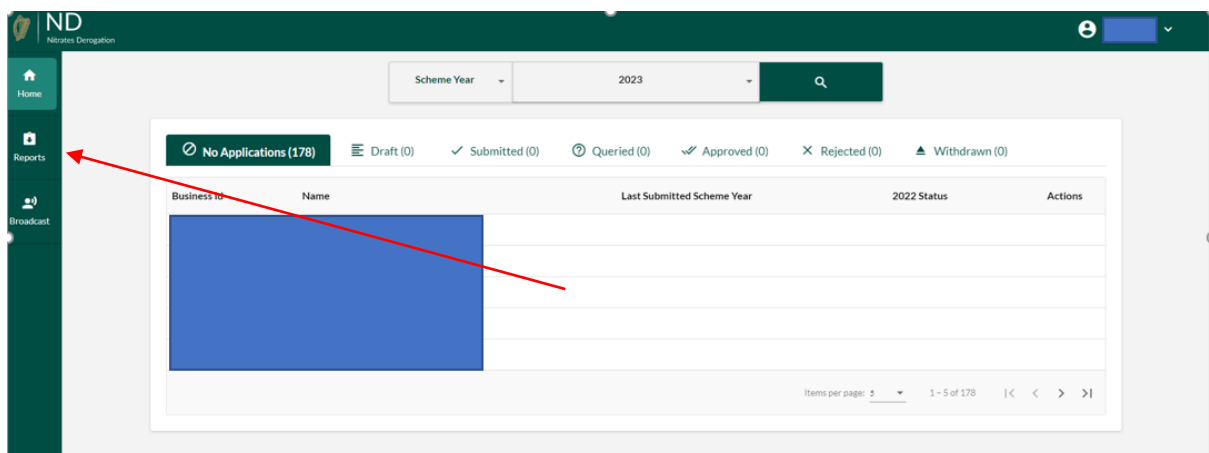 ND
Nitrates Derogation
Home
Reports
Broadcast
Scheme Year 2023
No Applications (178) Draft (0) Submitted (0) Queried (0) Approved (0) Rejected (0) Withdrawn (0)
Business Id Name Last Submitted Scheme Year 2022 Status Actions
Items per page: 5 1 – 5 of 178